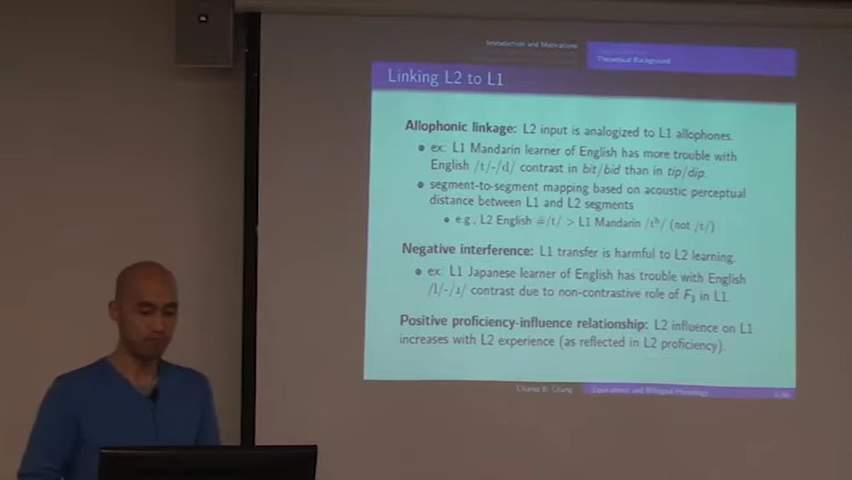 Introduction and Motivations
Theoretical Background
Linking L2 to L1
Allophonic linkage: L2 input is analogized to L1 allophones.
● ex: L1 Mandarin learner of English has more trouble with
English /t/-/d/ contrast in bit/bid than in tip/dip.
● segment-to-segment mapping based on acoustic perceptual
distance between L1 and L2 segments
● e.g., L2 English #/t/ > L1 Mandarin /tʰ/ (not /t/)
Negative interference: L1 transfer is harmful to L2 learning.
● ex: L1 Japanese learner of English has trouble with English
/l/-/ɹ/ contrast due to non-contrastive role of F₃ in L1.
Positive proficiency-influence relationship: L2 influence on L1
increases with L2 experience (as reflected in L2 proficiency).
Charles B. Chang
Equivalence and Bilingual Phonology